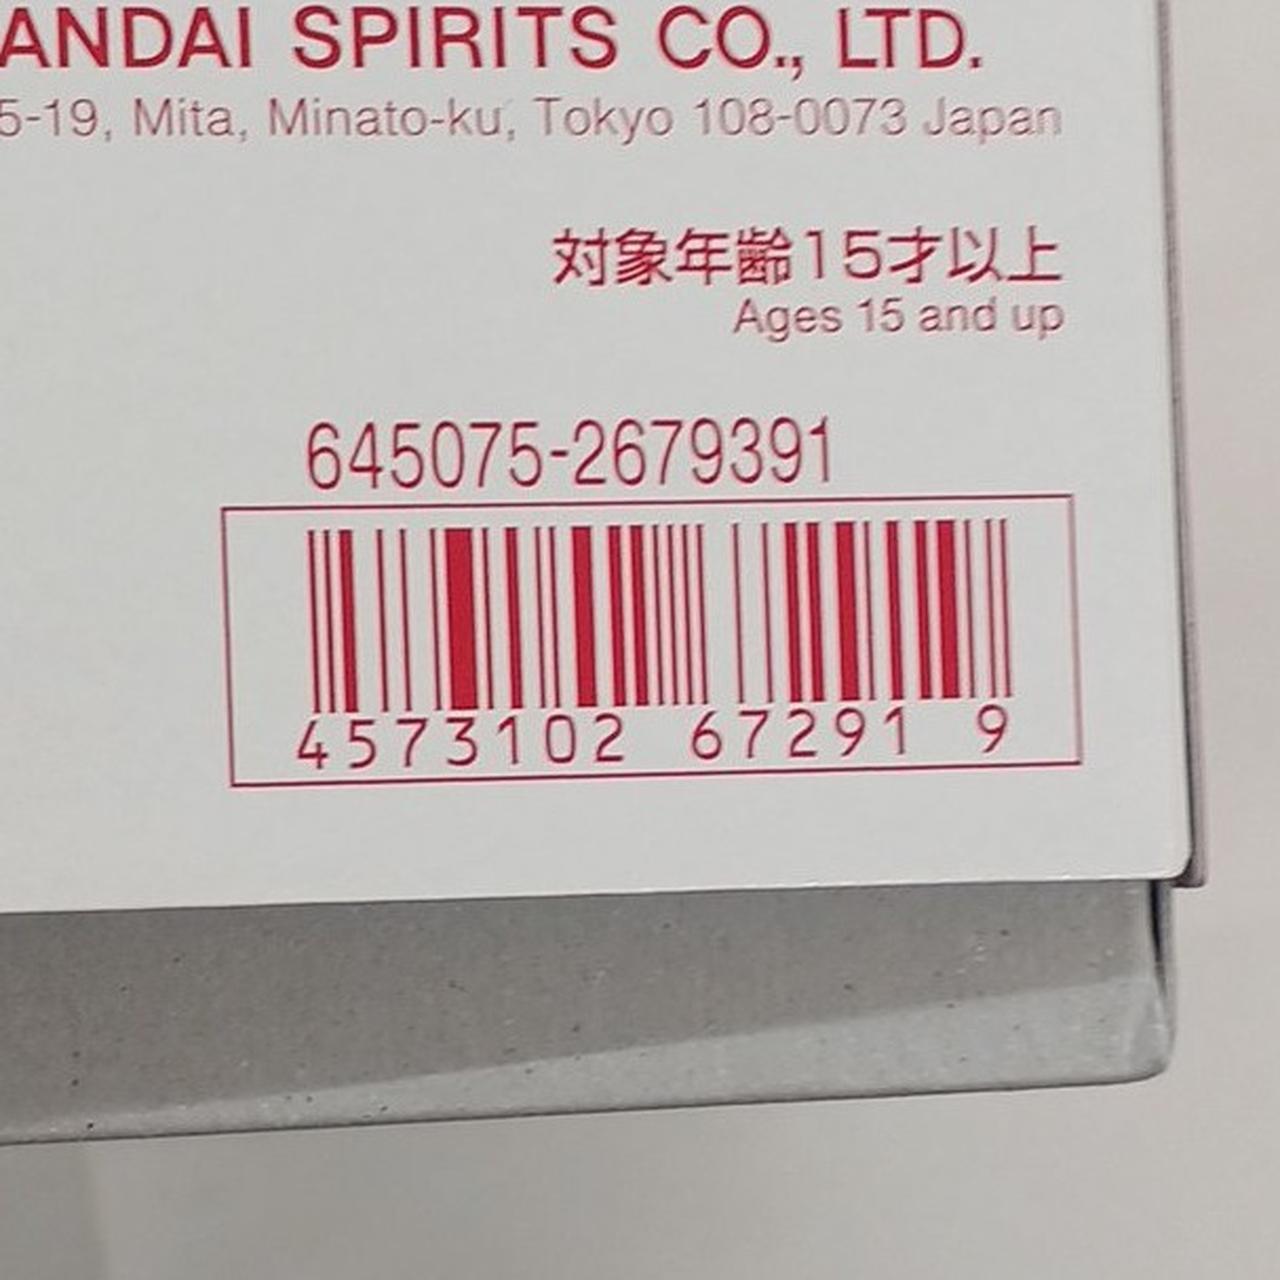 ANDAI SPIRITS CO., LTD.
5-19, Mita, Minato-ku, Tokyo 108-0073 Japan
対象年齢15才以上
Ages 15 and up
645075-2679391
4573102 67291 9